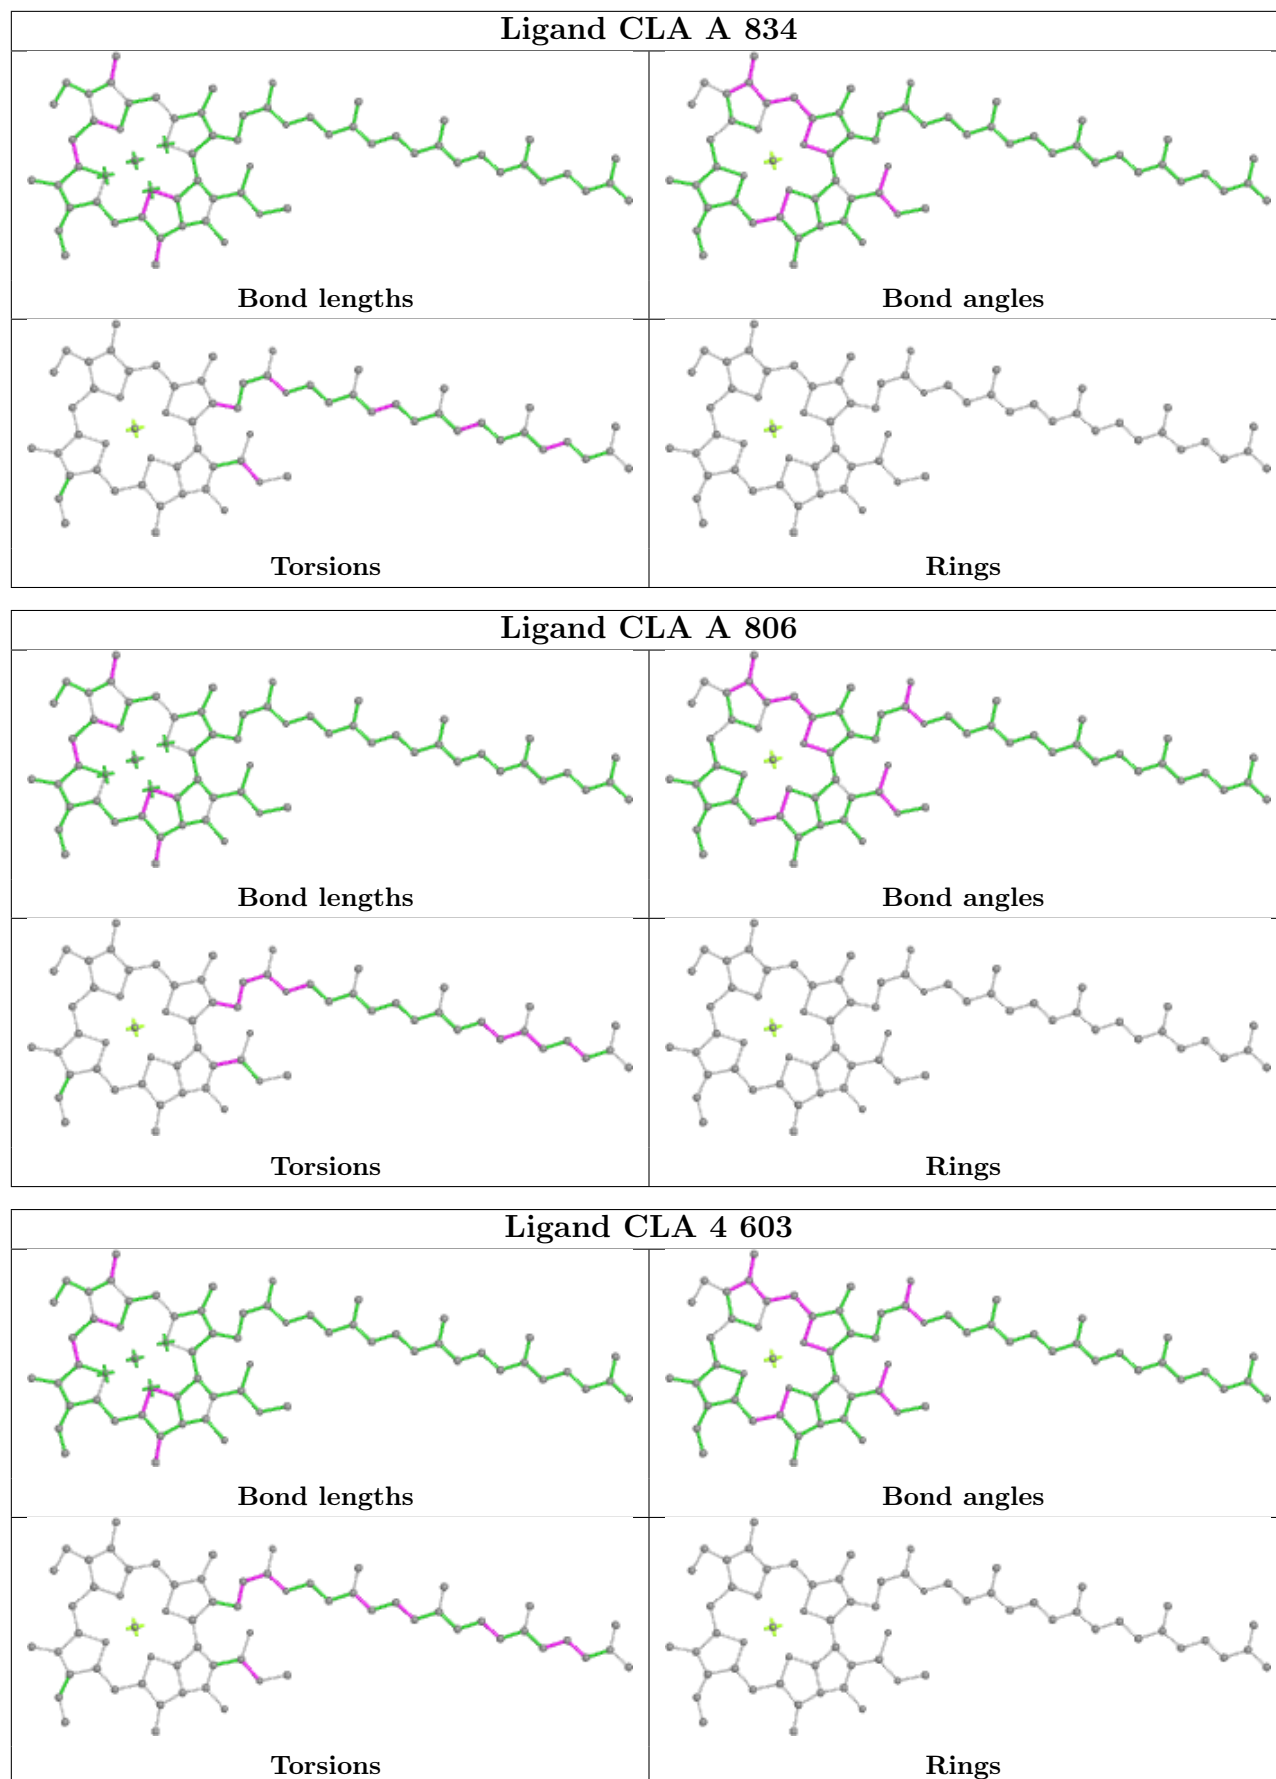 Ligand CLA A 834
Bond lengths
Bond angles
Torsions
Rings
Ligand CLA A 806
Bond lengths
Bond angles
Torsions
Rings
Ligand CLA 4 603
Bond lengths
Bond angles
Torsions
Rings